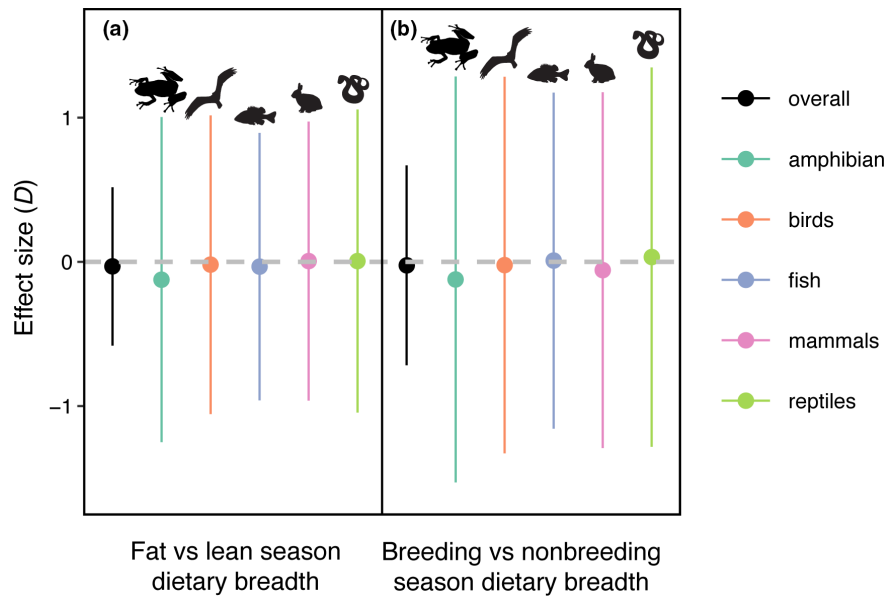 (a)
(b)
Effect size (D)
1
0
−1
Fat vs lean season
dietary breadth
Breeding vs nonbreeding
season dietary breadth
overall
amphibian
birds
fish
mammals
reptiles